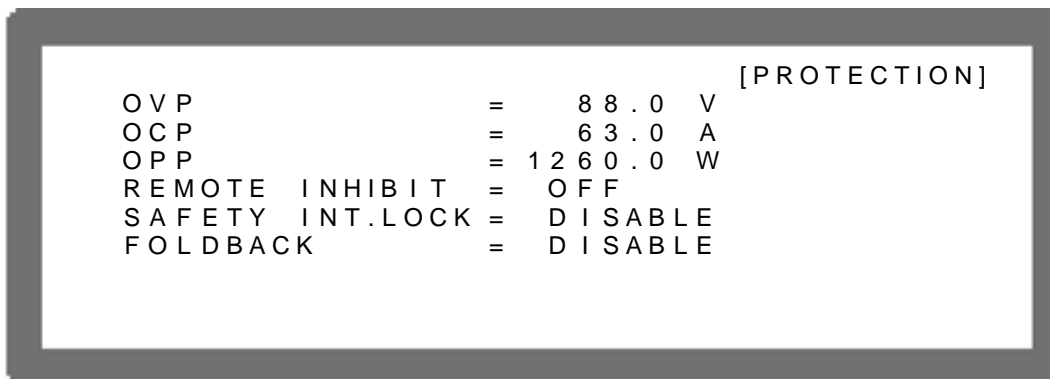 [PROTECTION]
OVP = 88.0 V
OCP = 63.0 A
OPP = 1260.0 W
REMOTE INHIBIT = OFF
SAFETY INT.LOCK = DISABLE
FOLDBACK = DISABLE